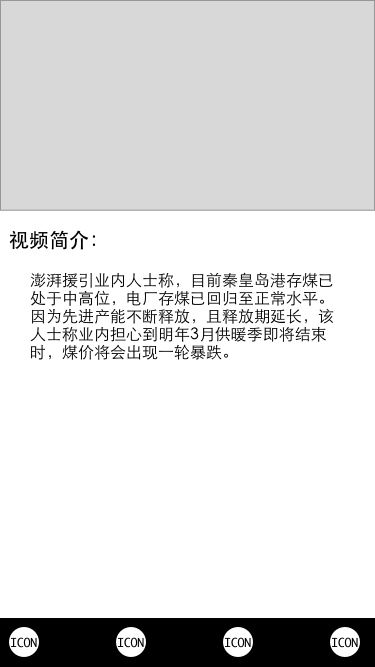 视频简介：
澎湃援引业内人士称，目前秦皇岛港存煤已
处于中高位，电厂存煤已回归至正常水平。
因为先进产能不断释放，且释放期延长，该
人士称业内担心到明年3月供暖季即将结束
时，煤价将会出现一轮暴跌。
ICON ICON ICON ICON